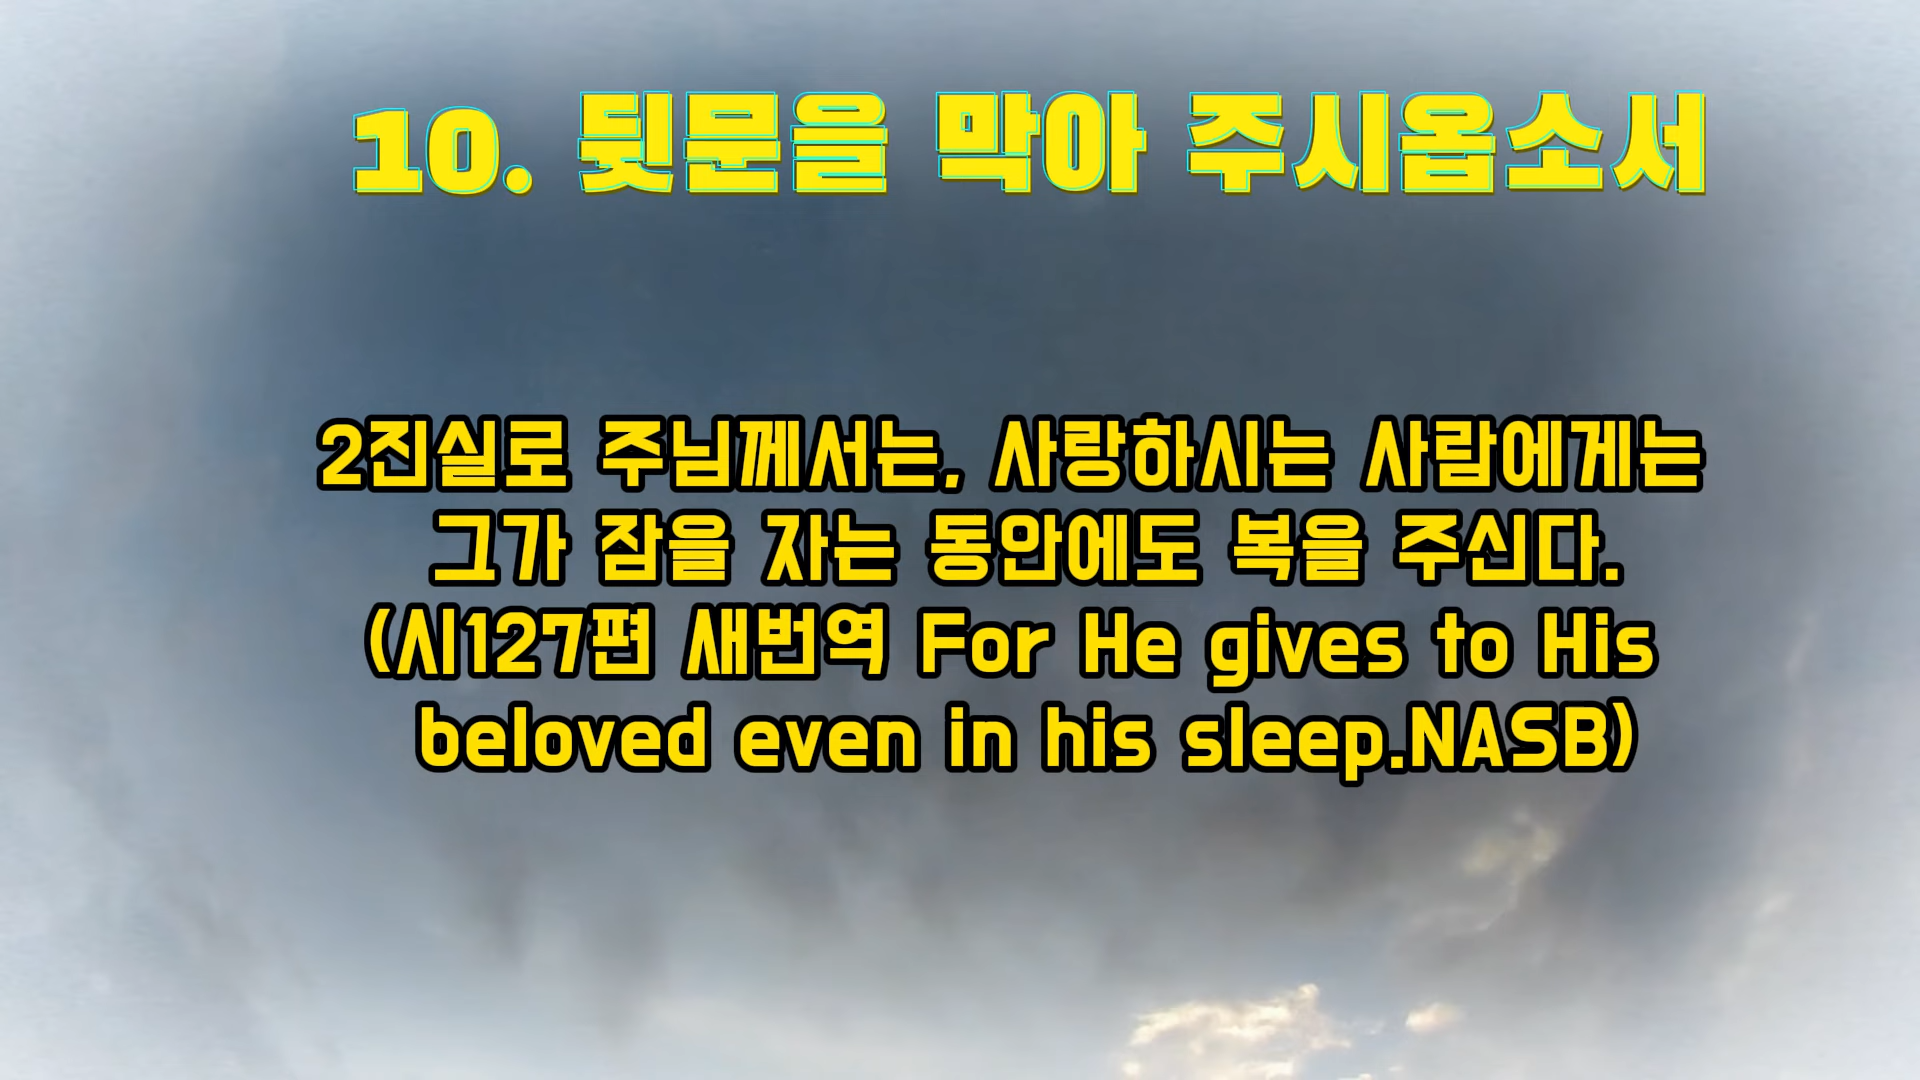 10. 뒷문을 막아 주시옵소서
2진실로 주님께서는, 사랑하시는 사람에게는
그가 잠을 자는 동안에도 복을 주신다.
(시127편 새번역 For He gives to His
beloved even in his sleep.NASB)